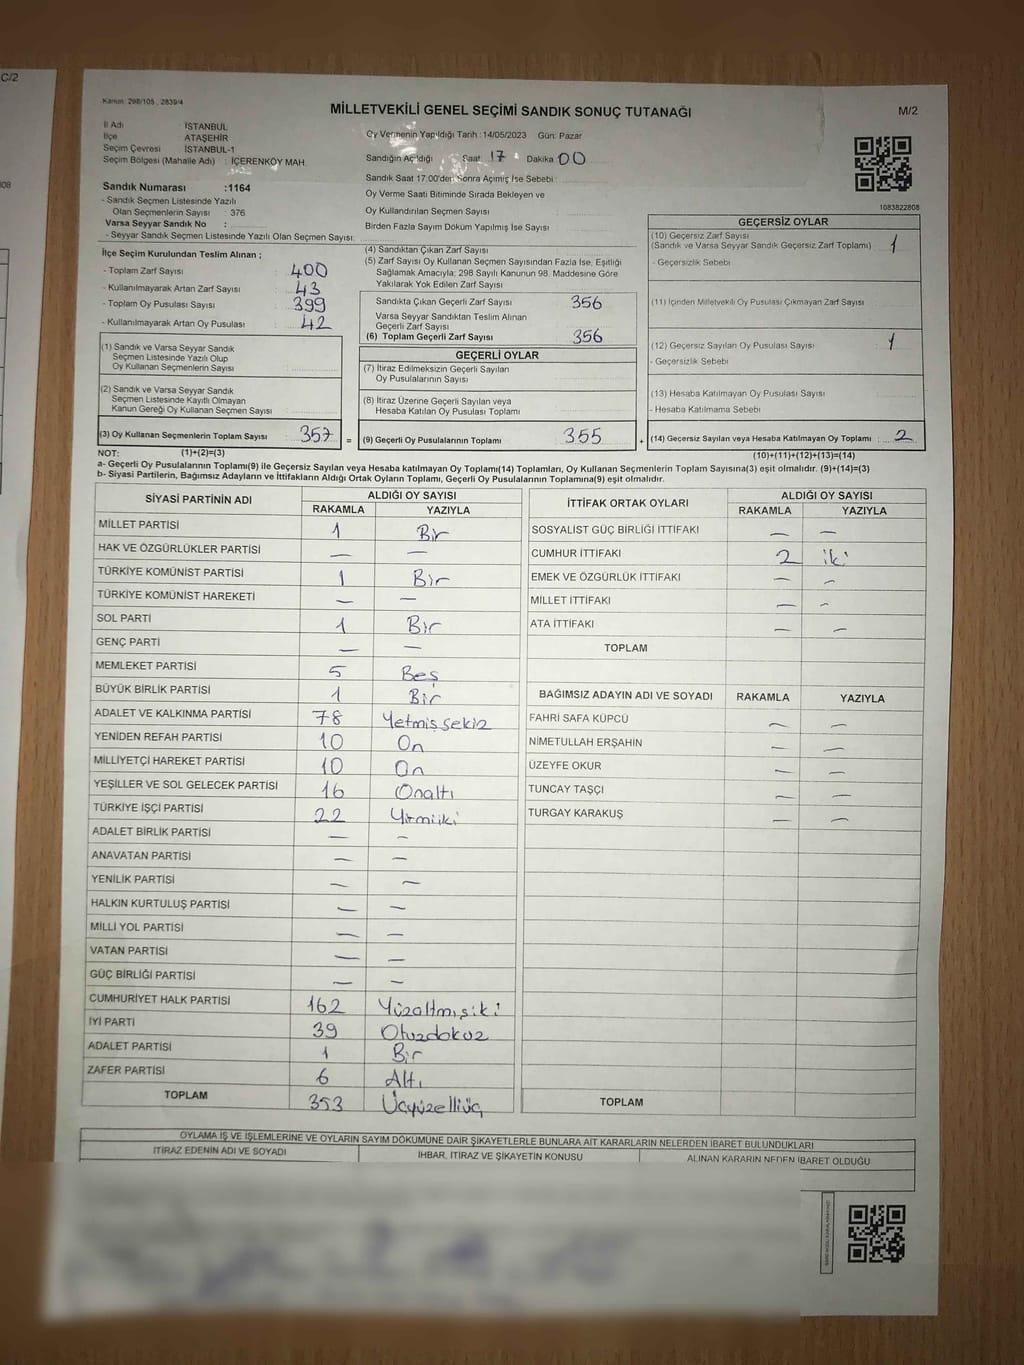 C/2
Kanun: 298/105, 2839/4
MİLLETVEKİLİ GENEL SEÇİMİ SANDIK SONUÇ TUTANAĞI
M/2
İl Adı İSTANBUL
İlçe ATAŞEHİR
Seçim Çevresi İSTANBUL-1
Seçim Bölgesi (Mahalle Adı) : İÇERENKÖY MAH.
Sandık Numarası :1164
- Sandık Seçmen Listesinde Yazılı
Olan Seçmenlerin Sayısı : 376
Varsa Seyyar Sandık No :
- Seyyar Sandık Seçmen Listesinde Yazılı Olan Seçmen Sayısı:
Oy Vermenin Yapıldığı Tarih :14/05/2023 Gün: Pazar
Sandığın Açıldığı Saat 17 Dakika 00
Sandık Saat 17:00'den Sonra Açımış İse Sebebi :
Oy Verme Saati Bitiminde Sırada Bekleyen ve
Oy Kullandırılan Seçmen Sayısı
Birden Fazla Sayım Döküm Yapılmış İse Sayısı
1083822808
İlçe Seçim Kurulundan Teslim Alınan ;
- Toplam Zarf Sayısı : 400
- Kullanılmayarak Artan Zarf Sayısı : 43
- Toplam Oy Pusulası Sayısı : 399
- Kullanılmayarak Artan Oy Pusulası : 42
(1) Sandık ve Varsa Seyyar Sandık
Seçmen Listesinde Yazılı Olup
Oy Kullanan Seçmenlerin Sayısı
(2) Sandık ve Varsa Seyyar Sandık
Seçmen Listesinde Kayıtlı Olmayan
Kanun Gereği Oy Kullanan Seçmen Sayısı
(3) Oy Kullanan Seçmenlerin Toplam Sayısı 357 =
(4) Sandıktan Çıkan Zarf Sayısı
(5) Zarf Sayısı Oy Kullanan Seçmen Sayısından Fazla İse, Eşitliği
Sağlamak Amacıyla; 298 Sayılı Kanunun 98. Maddesine Göre
Yakılarak Yok Edilen Zarf Sayısı
Sandıkta Çıkan Geçerli Zarf Sayısı 356
Varsa Seyyar Sandıktan Teslim Alınan
Geçerli Zarf Sayısı
(6) Toplam Geçerli Zarf Sayısı 356
GEÇERLİ OYLAR
(7) İtiraz Edilmeksizin Geçerli Sayılan
Oy Pusulalarının Sayısı
(8) İtiraz Üzerine Geçerli Sayılan veya
Hesaba Katılan Oy Pusulası Toplamı
(9) Geçerli Oy Pusulalarının Toplamı 355 +
GEÇERSİZ OYLAR
(10) Geçersiz Zarf Sayısı
(Sandık ve Varsa Seyyar Sandık Geçersiz Zarf Toplamı) 1
- Geçersizlik Sebebi
(11) İçinden Milletvekili Oy Pusulası Çıkmayan Zarf Sayısı
(12) Geçersiz Sayılan Oy Pusulası Sayısı 1
- Geçersizlik Sebebi
(13) Hesaba Katılmayan Oy Pusulası Sayısı
- Hesaba Katılmama Sebebi
(14) Geçersiz Sayılan veya Hesaba Katılmayan Oy Toplamı : 2
NOT: (1)+(2)=(3) (10)+(11)+(12)+(13)=(14)
a- Geçerli Oy Pusulalarının Toplamı(9) ile Geçersiz Sayılan veya Hesaba katılmayan Oy Toplamı(14) Toplamları, Oy Kullanan Seçmenlerin Toplam Sayısına(3) eşit olmalıdır. (9)+(14)=(3)
b- Siyasi Partilerin, Bağımsız Adayların ve İttifakların Aldığı Ortak Oyların Toplamı, Geçerli Oy Pusulalarının Toplamına(9) eşit olmalıdır.
SİYASİ PARTİNİN ADI ALDIĞI OY SAYISI
RAKAMLA YAZIYLA
MİLLET PARTİSİ 1 Bir
HAK VE ÖZGÜRLÜKLER PARTİSİ — —
TÜRKİYE KOMÜNİST PARTİSİ 1 Bir
TÜRKİYE KOMÜNİST HAREKETİ — —
SOL PARTİ 1 Bir
GENÇ PARTİ — —
MEMLEKET PARTİSİ 5 Beş
BÜYÜK BİRLİK PARTİSİ 1 Bir
ADALET VE KALKINMA PARTİSİ 78 Yetmişsekiz
YENİDEN REFAH PARTİSİ 10 On
MİLLİYETÇİ HAREKET PARTİSİ 10 On
YEŞİLLER VE SOL GELECEK PARTİSİ 16 Onaltı
TÜRKİYE İŞÇİ PARTİSİ 22 Yirmiiki
ADALET BİRLİK PARTİSİ — —
ANAVATAN PARTİSİ — —
YENİLİK PARTİSİ — —
HALKIN KURTULUŞ PARTİSİ — —
MİLLİ YOL PARTİSİ — —
VATAN PARTİSİ — —
GÜÇ BİRLİĞİ PARTİSİ — —
CUMHURİYET HALK PARTİSİ 162 Yüzaltmışiki
İYİ PARTİ 39 Otuzdokuz
ADALET PARTİSİ 1 Bir
ZAFER PARTİSİ 6 Altı
TOPLAM 353 Üçyüzelliüç
İTTİFAK ORTAK OYLARI ALDIĞI OY SAYISI
RAKAMLA YAZIYLA
SOSYALİST GÜÇ BİRLİĞİ İTTİFAKI — —
CUMHUR İTTİFAKI 2 iki
EMEK VE ÖZGÜRLÜK İTTİFAKI — —
MİLLET İTTİFAKI — —
ATA İTTİFAKI — —
TOPLAM
BAĞIMSIZ ADAYIN ADI VE SOYADI RAKAMLA YAZIYLA
FAHRİ SAFA KÜPCÜ — —
NİMETULLAH ERŞAHİN — —
ÜZEYFE OKUR — —
TUNCAY TAŞÇI — —
TURGAY KARAKUŞ — —
TOPLAM
OYLAMA İŞ VE İŞLEMLERİNE VE OYLARIN SAYIM DÖKÜMÜNE DAİR ŞİKAYETLERLE BUNLARA AİT KARARLARIN NELERDEN İBARET BULUNDUKLARI
İTİRAZ EDENİN ADI VE SOYADI İHBAR, İTİRAZ VE ŞİKAYETİN KONUSU ALINAN KARARIN NEDEN İBARET OLDUĞU